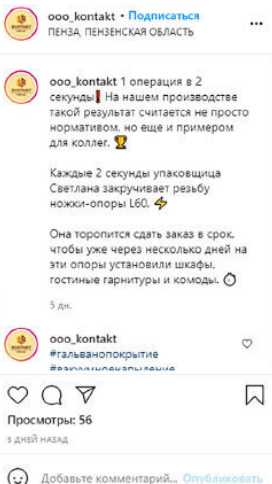 ooo_kontakt • Подписаться
ПЕНЗА, ПЕНЗЕНСКАЯ ОБЛАСТЬ
ooo_kontakt 1 операция в 2
секунды❗ На нашем производстве
такой результат считается не просто
нормативом, но еще и примером
для коллег. 🏆
Каждые 2 секунды упаковщица
Светлана закручивает резьбу
ножки-опоры L60. ⚡
Она торопится сдать заказ в срок,
чтобы уже через несколько дней на
эти опоры установили шкафы,
гостиные гарнитуры и комоды. ⏱
5 дн.
ooo_kontakt
#гальванопокрытие
#вакуумноенапыление
Просмотры: 56
5 ДНЕЙ НАЗАД
Добавьте комментарий... Опубликовать